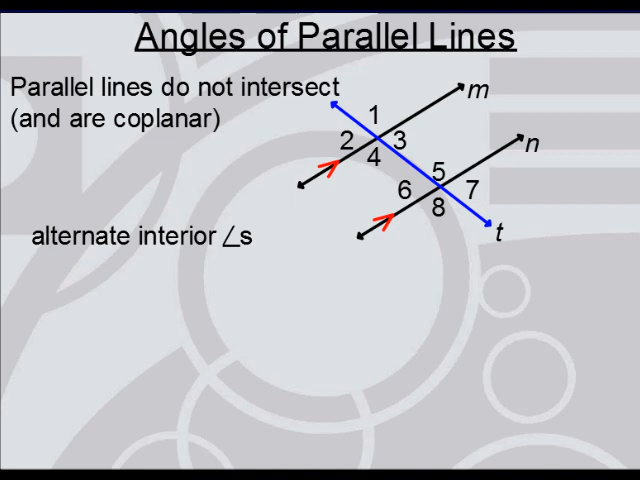 Angles of Parallel Lines
Parallel lines do not intersect
(and are coplanar)
m
1
2 3
4
n
5
6 7
8
t
alternate interior ∠s